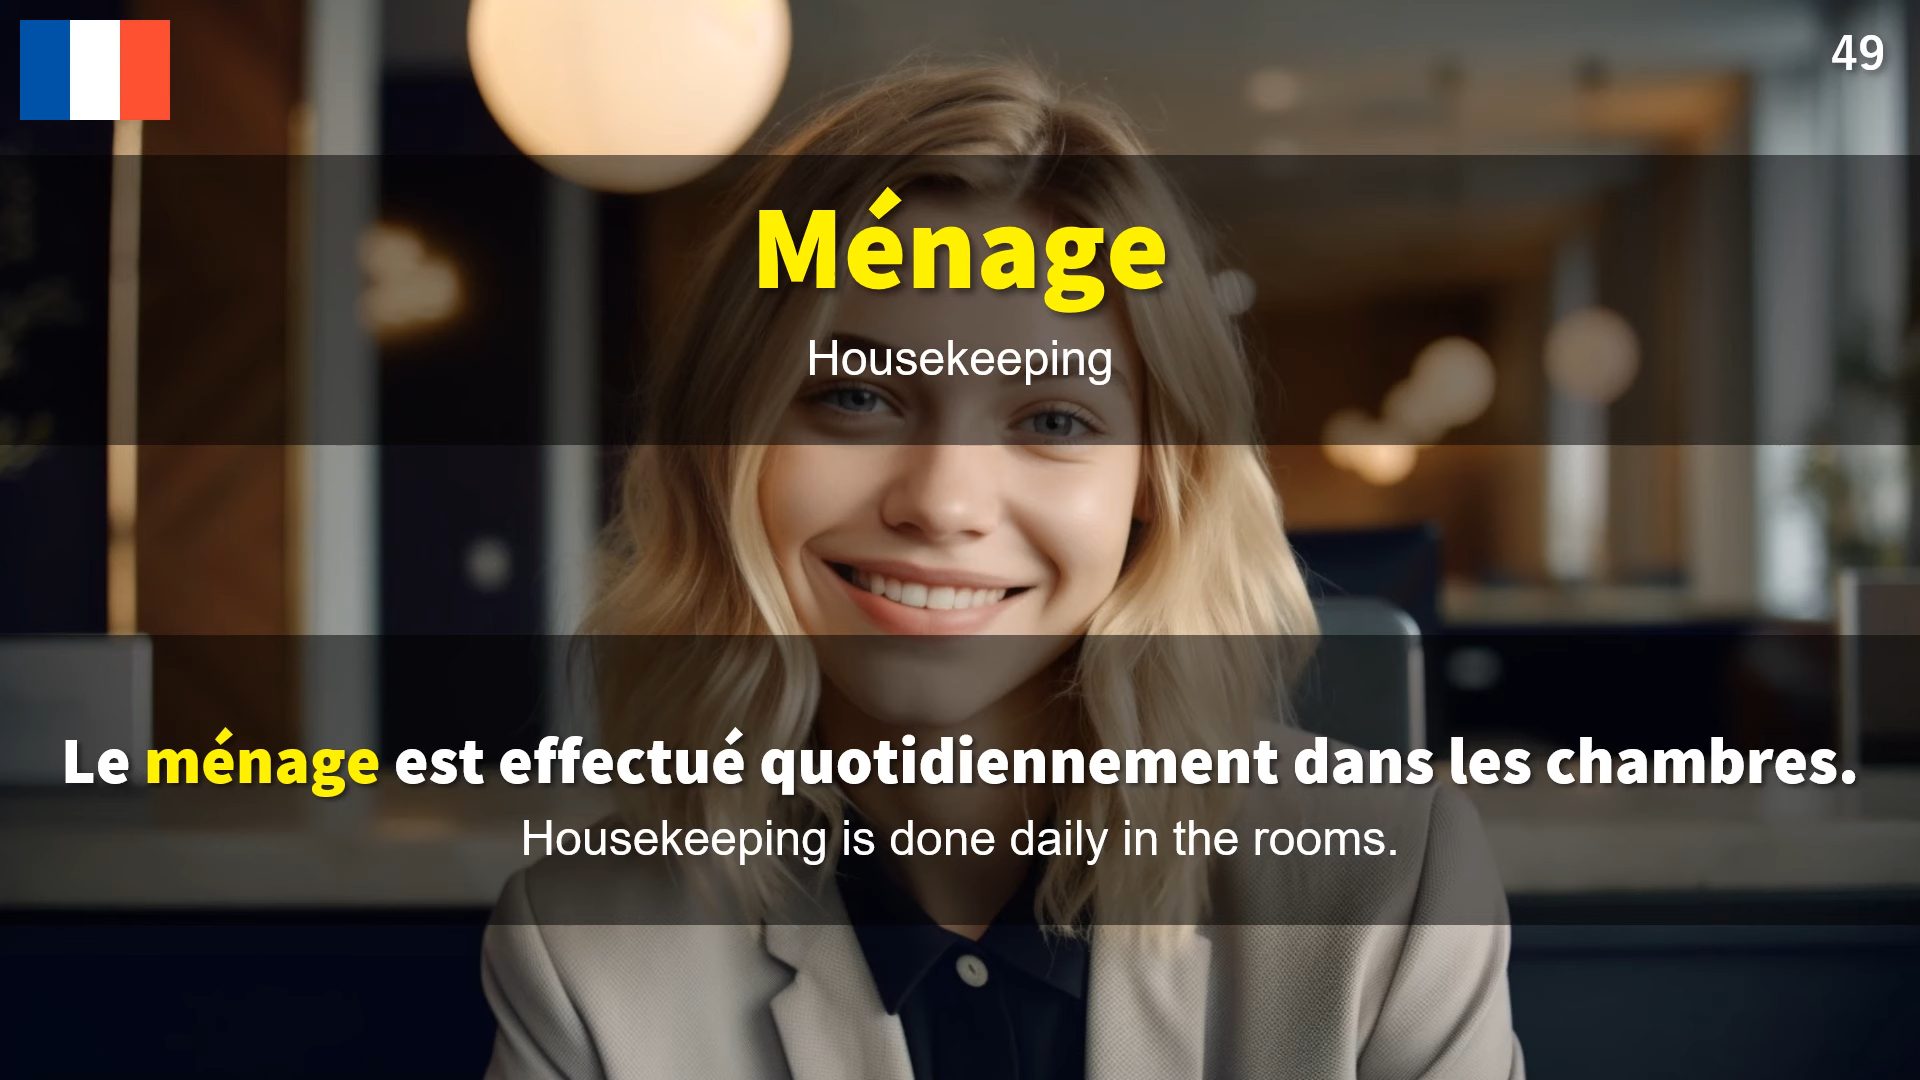 49
Ménage
Housekeeping
Le ménage est effectué quotidiennement dans les chambres.
Housekeeping is done daily in the rooms.